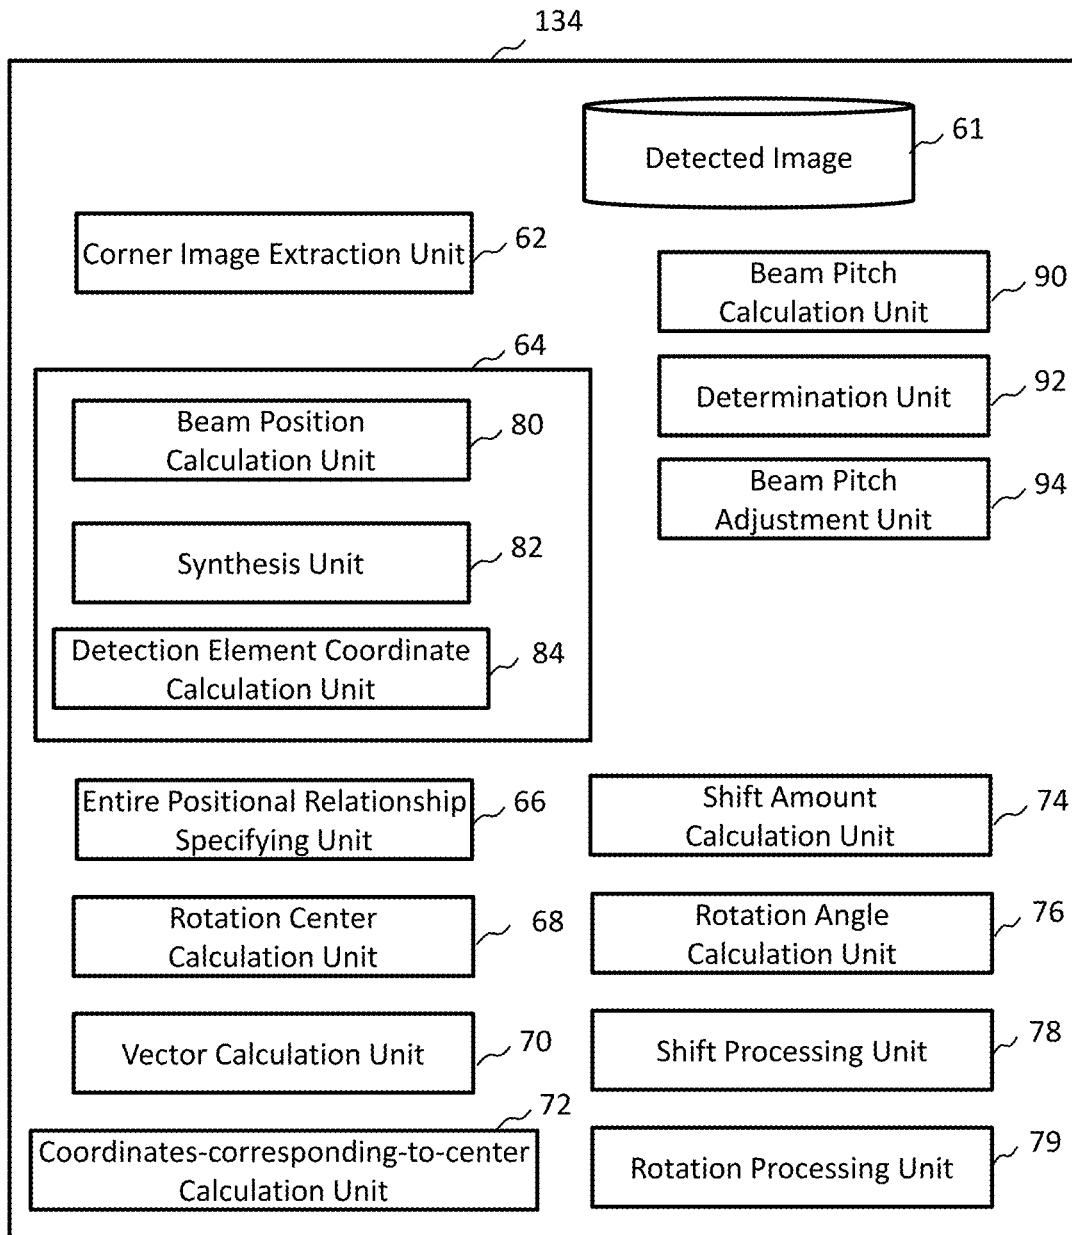 134
Detected Image
61
Corner Image Extraction Unit
62
Beam Pitch
Calculation Unit
90
64
Determination Unit
92
Beam Position
Calculation Unit
80
Beam Pitch
Adjustment Unit
94
Synthesis Unit
82
Detection Element Coordinate
Calculation Unit
84
Entire Positional Relationship
Specifying Unit
66
Shift Amount
Calculation Unit
74
Rotation Center
Calculation Unit
68
Rotation Angle
Calculation Unit
76
Vector Calculation Unit
70
Shift Processing Unit
78
72
Coordinates-corresponding-to-center
Calculation Unit
Rotation Processing Unit
79